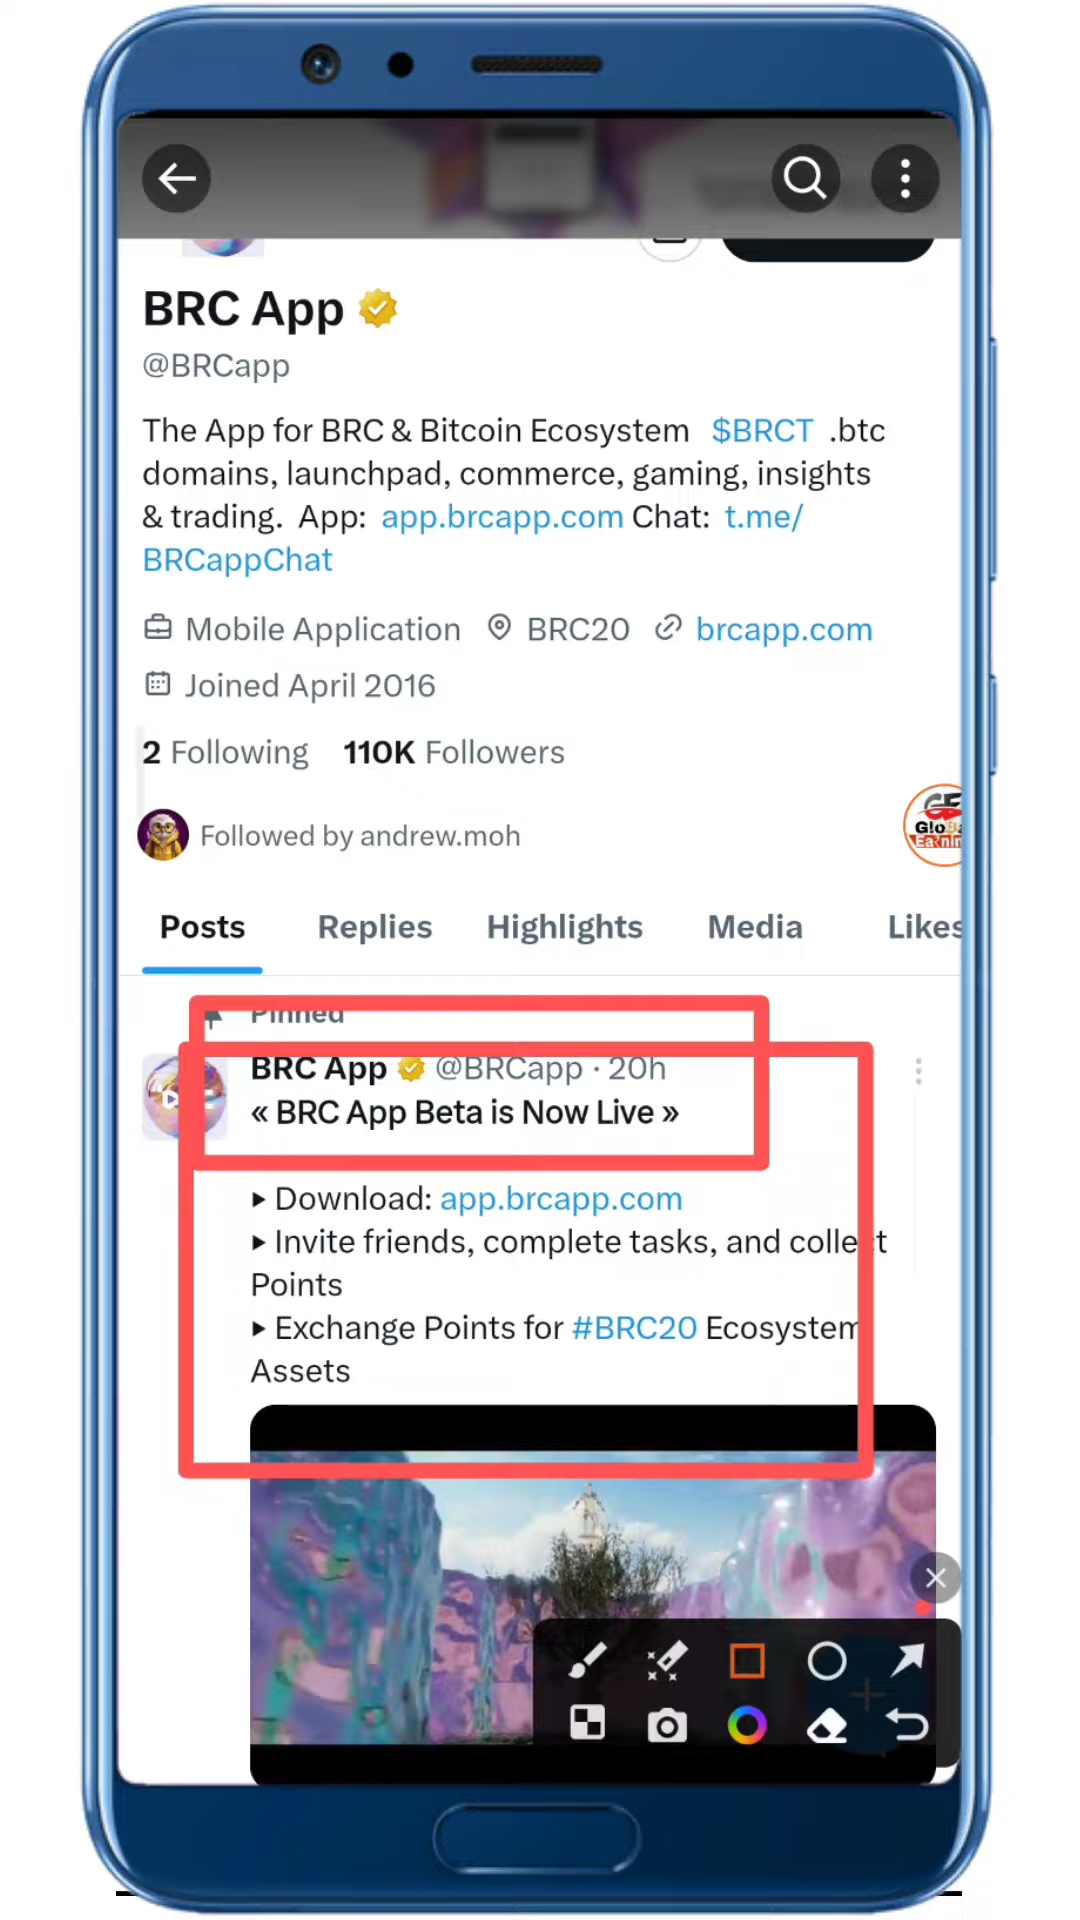 BRC App
@BRCapp
The App for BRC & Bitcoin Ecosystem $BRCT .btc
domains, launchpad, commerce, gaming, insights
& trading. App: app.brcapp.com Chat: t.me/
BRCappChat
Mobile Application BRC20 brcapp.com
Joined April 2016
2 Following 110K Followers
Followed by andrew.moh
Posts Replies Highlights Media Likes
Pinned
BRC App @BRCapp · 20h
« BRC App Beta is Now Live »
▸ Download: app.brcapp.com
▸ Invite friends, complete tasks, and collect
Points
▸ Exchange Points for #BRC20 Ecosystem
Assets